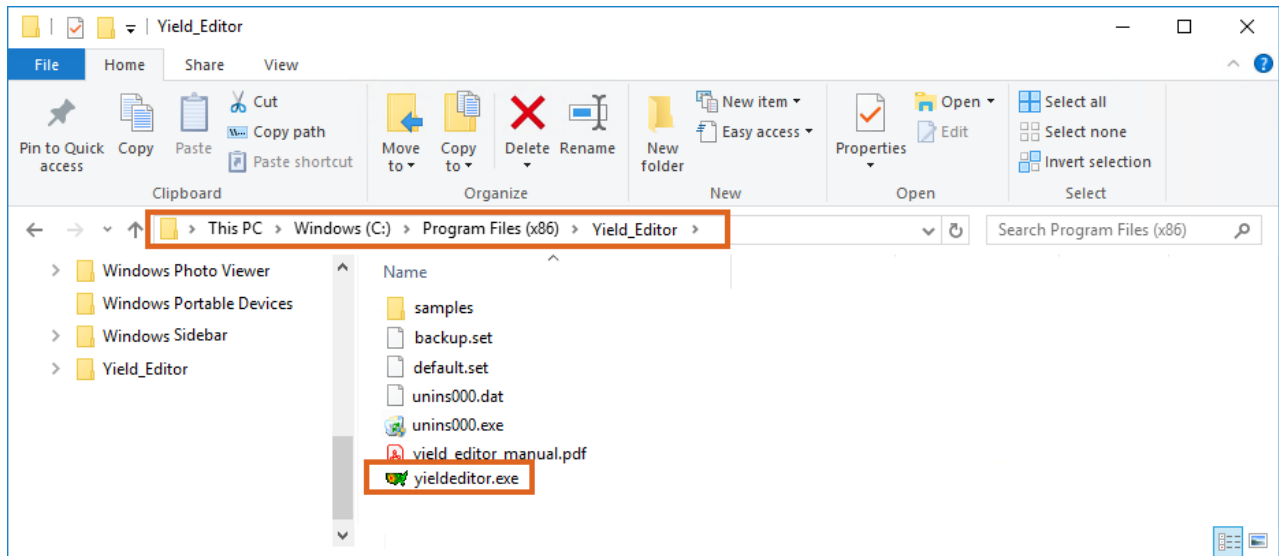 Yield_Editor
File Home Share View
Pin to Quick access
Copy
Paste
Cut
Copy path
Paste shortcut
Clipboard
Move to
Copy to
Delete
Rename
Organize
New folder
New item
Easy access
New
Properties
Open
Edit
Open
Select all
Select none
Invert selection
Select
This PC > Windows (C:) > Program Files (x86) > Yield_Editor >
Search Program Files (x86)
Windows Photo Viewer
Windows Portable Devices
Windows Sidebar
Yield_Editor
Name
samples
backup.set
default.set
unins000.dat
unins000.exe
yield_editor_manual.pdf
yieldeditor.exe